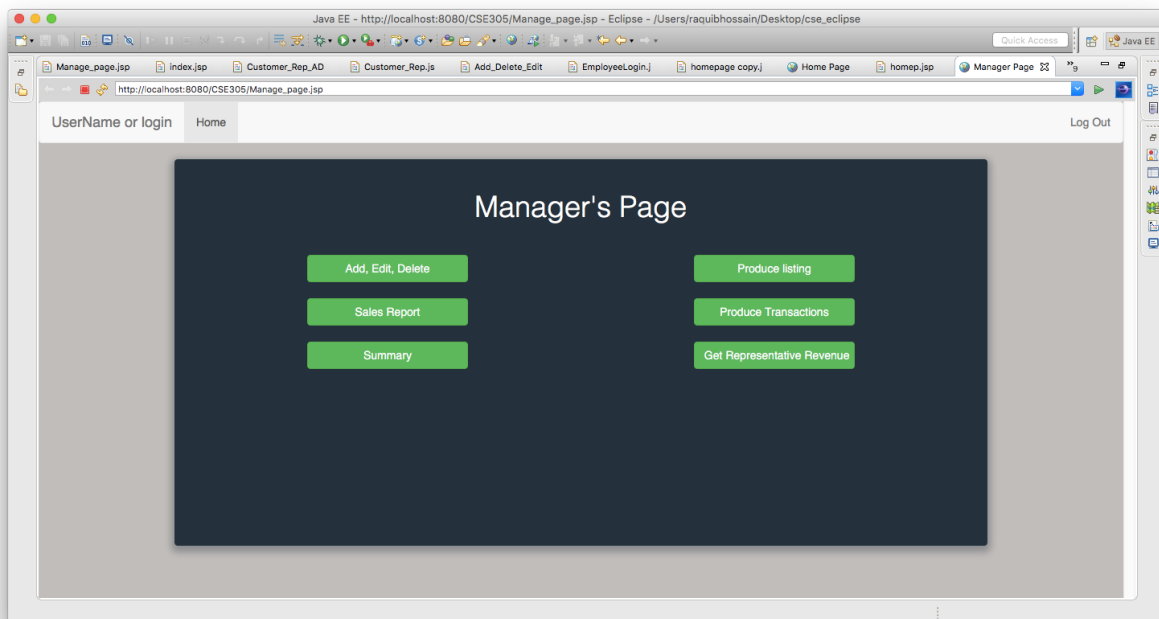 Java EE - http://localhost:8080/CSE305/Manage_page.jsp - Eclipse - /Users/raquibhossain/Desktop/cse_eclipse
Quick Access Java EE
Manage_page.jsp index.jsp Customer_Rep_AD Customer_Rep.js Add_Delete_Edit EmployeeLogin.j homepage copy.j Home Page homep.jsp Manager Page »9
http://localhost:8080/CSE305/Manage_page.jsp
UserName or login Home Log Out
Manager's Page
Add, Edit, Delete Produce listing
Sales Report Produce Transactions
Summary Get Representative Revenue